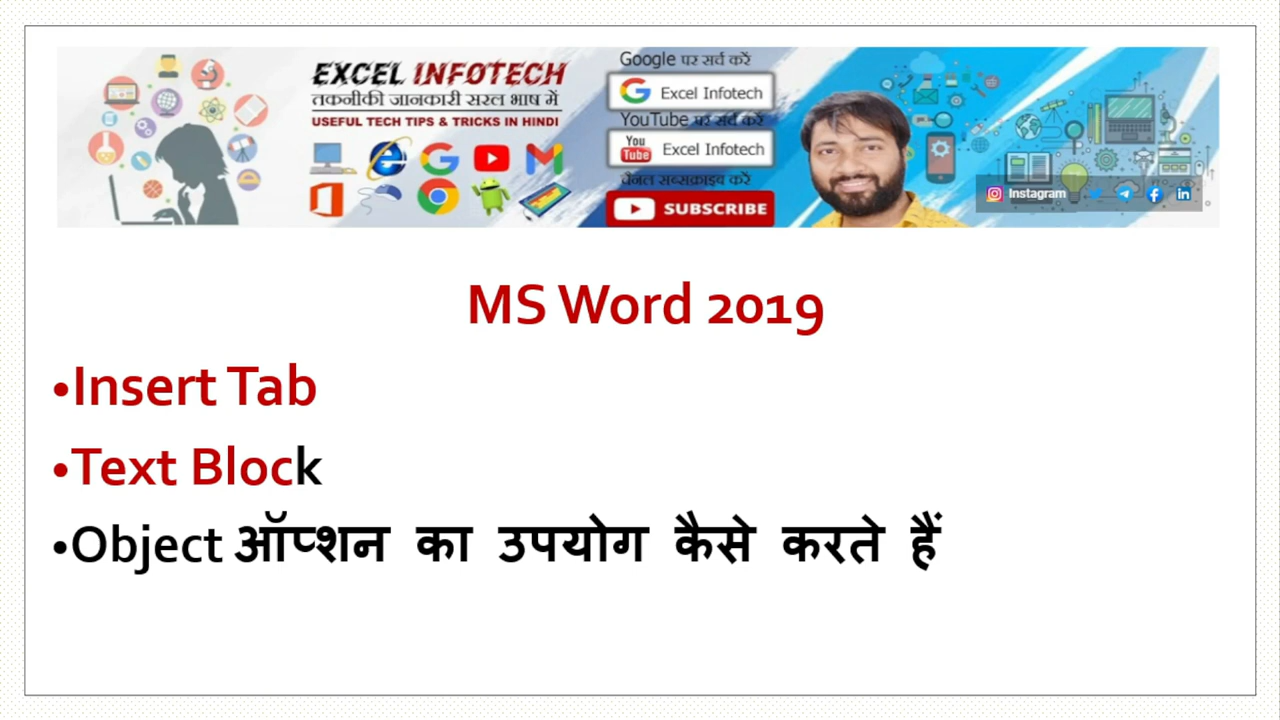 Google पर सर्च करें
EXCEL INFOTECH
तकनीकी जानकारी सरल भाष में
Excel Infotech
USEFUL TECH TIPS & TRICKS IN HINDI
YouTube पर सर्च करें
You Tube Excel Infotech
चैनल सब्सक्राइव करें
SUBSCRIBE
Instagram
MS Word 2019
•Insert Tab
•Text Block
•Object ऑप्शन का उपयोग कैसे करते हैं